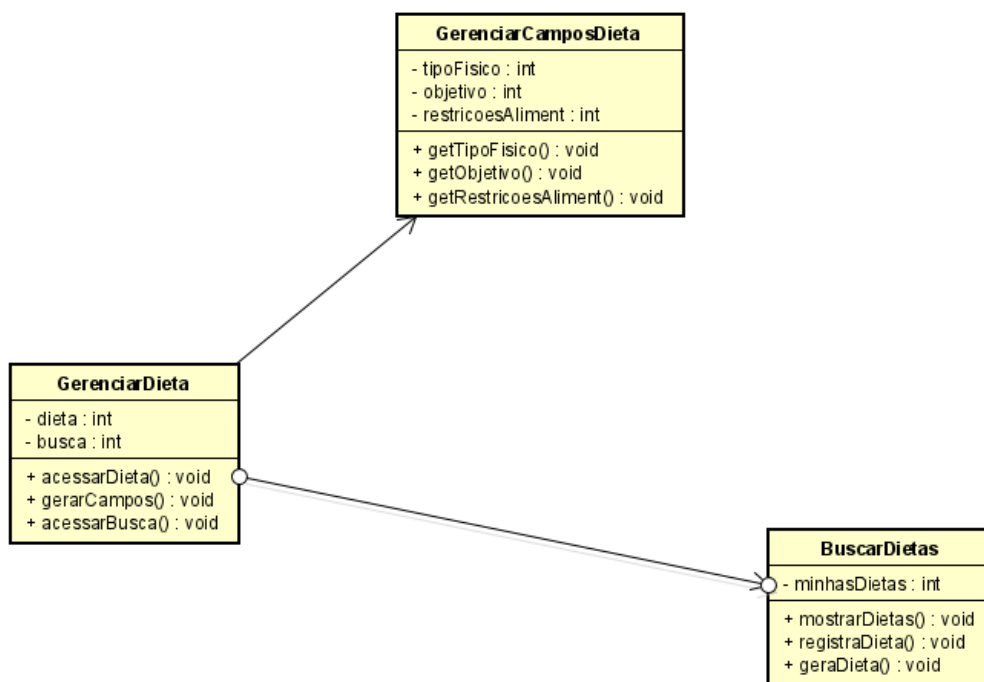 GerenciarCamposDieta
- tipoFisico : int
- objetivo : int
- restricoesAliment : int
+ getTipoFisico() : void
+ getObjetivo() : void
+ getRestricoesAliment() : void
GerenciarDieta
- dieta : int
- busca : int
+ acessarDieta() : void
+ gerarCampos() : void
+ acessarBusca() : void
BuscarDietas
- minhasDietas : int
+ mostrarDietas() : void
+ registraDieta() : void
+ geraDieta() : void